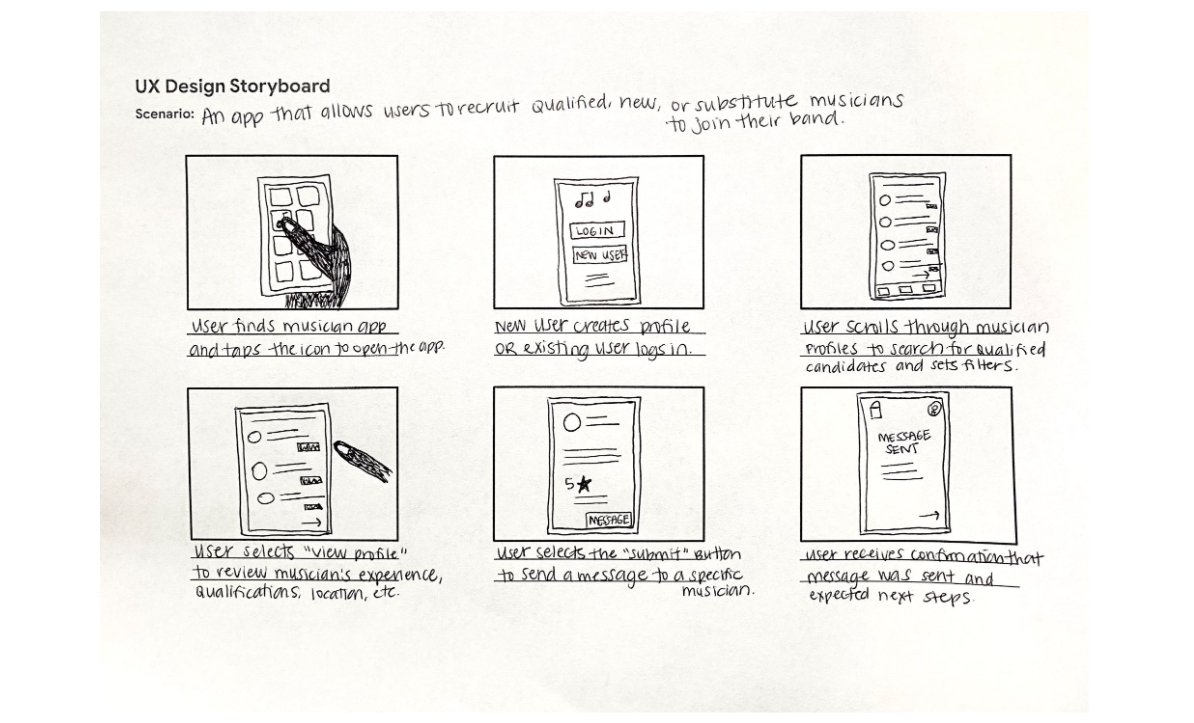 UX Design Storyboard
Scenario: An app that allows users to recruit qualified, new, or substitute musicians
to join their band.
LOGIN
NEW USER
User finds musician app
and taps the icon to open the app.
New user creates profile
OR existing user logs in.
User scrolls through musician
profiles to search for qualified
candidates and sets filters.
5★
MESSAGE
MESSAGE
SENT
User selects "view profile"
to review musician's experience,
qualifications, location, etc.
User selects the "submit" button
to send a message to a specific
musician.
User receives confirmation that
message was sent and
expected next steps.